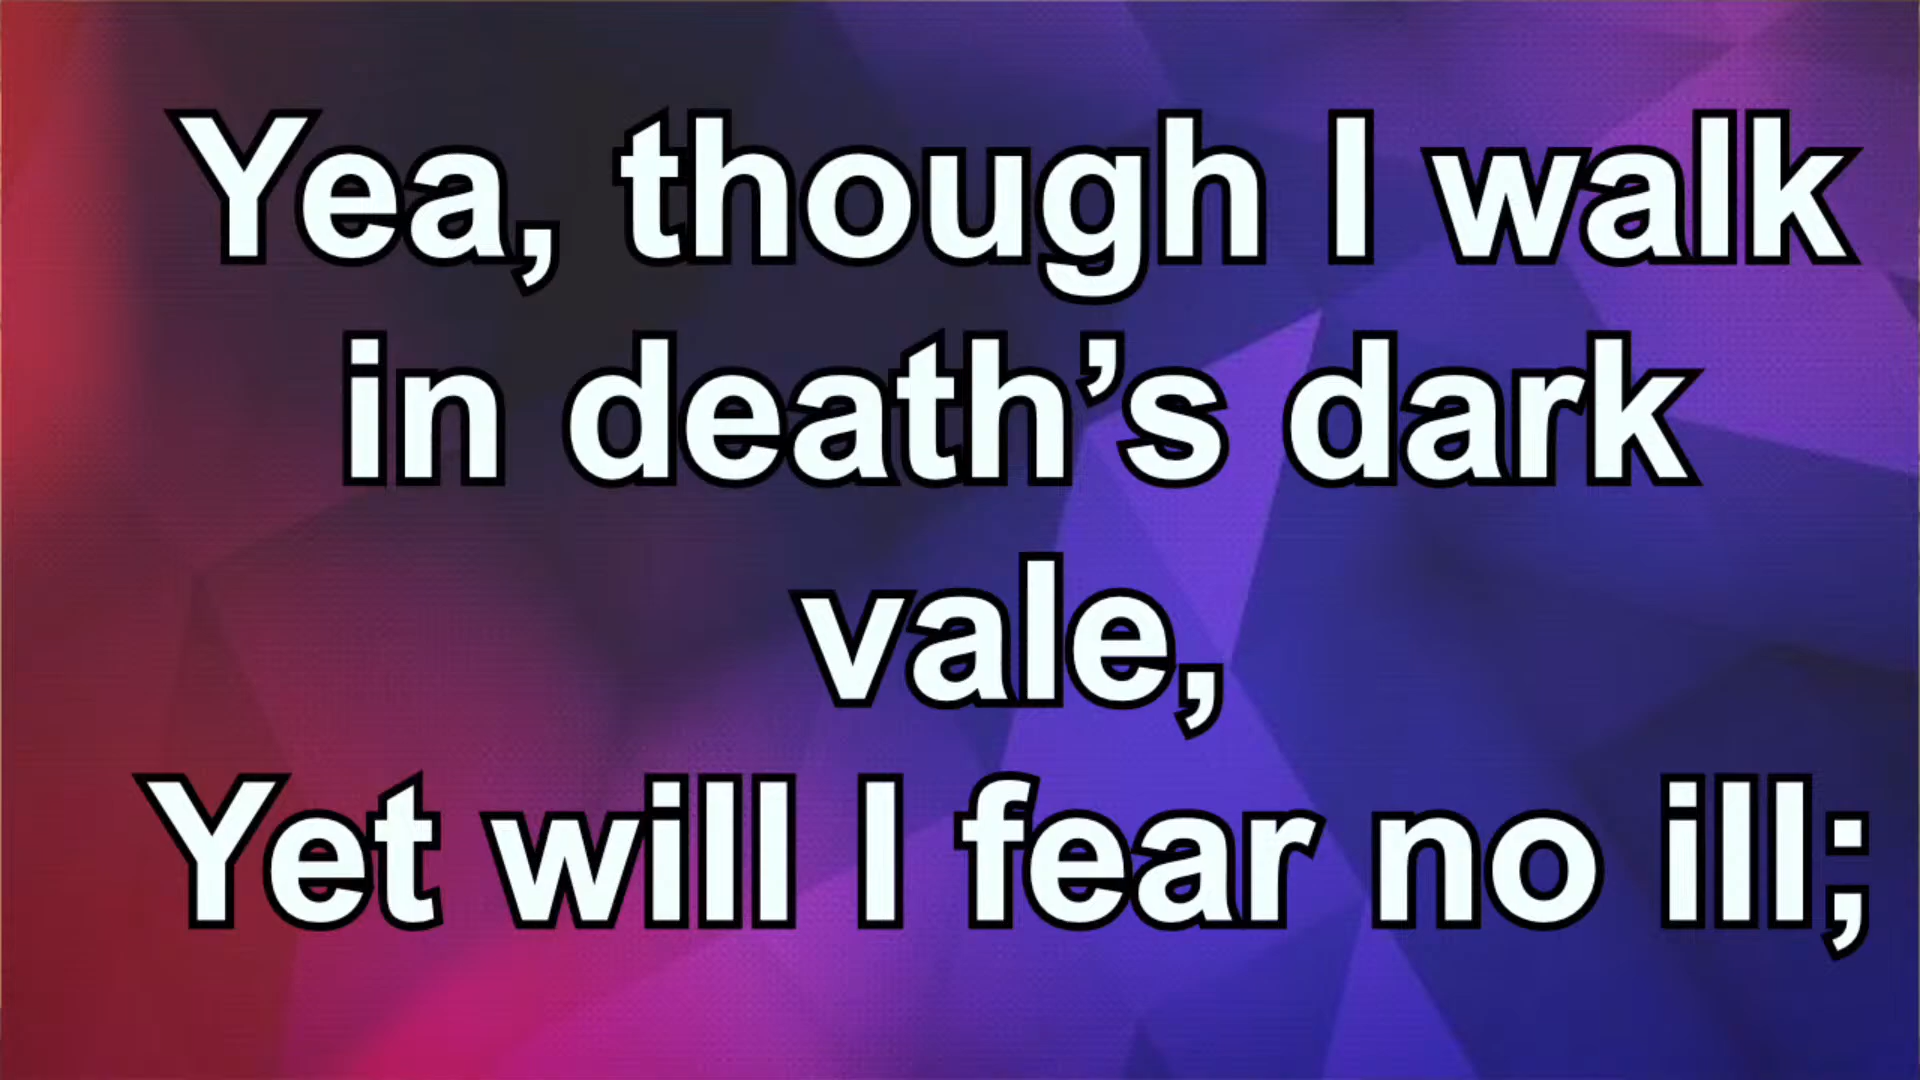 Yea, though I walk
in death’s dark
vale,
Yet will I fear no ill;